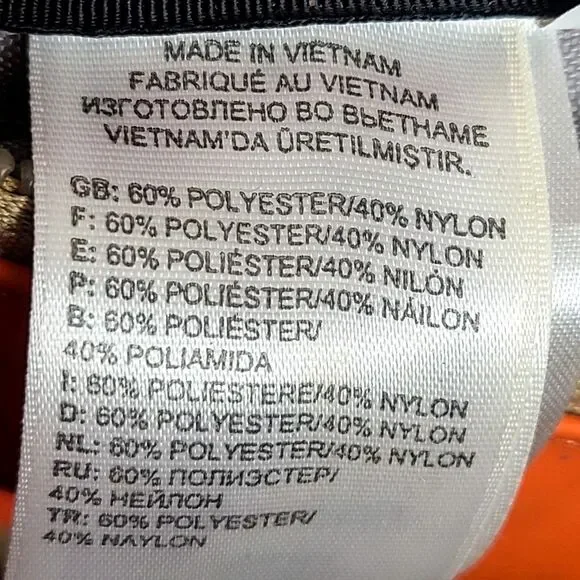 MADE IN VIETNAM
FABRIQUÉ AU VIETNAM
ИЗГОТОВЛЕНО ВО ВЬЕТНАМЕ
VIETNAM'DA ÜRETILMIŞTIR.
GB: 60% POLYESTER/40% NYLON
F: 60% POLYESTER/40% NYLON
E: 60% POLIÉSTER/40% NILÓN
P: 60% POLIÉSTER/40% NÁILON
B: 60% POLIÉSTER/
40% POLIAMIDA
I: 60% POLIESTERE/40% NYLON
D: 60% POLYESTER/40% NYLON
NL: 60% POLYESTER/40% NYLON
RU: 60% ПОЛИЭСТЕР/
40% НЕЙЛОН
TR: 60% POLYESTER/
40% NAYLON